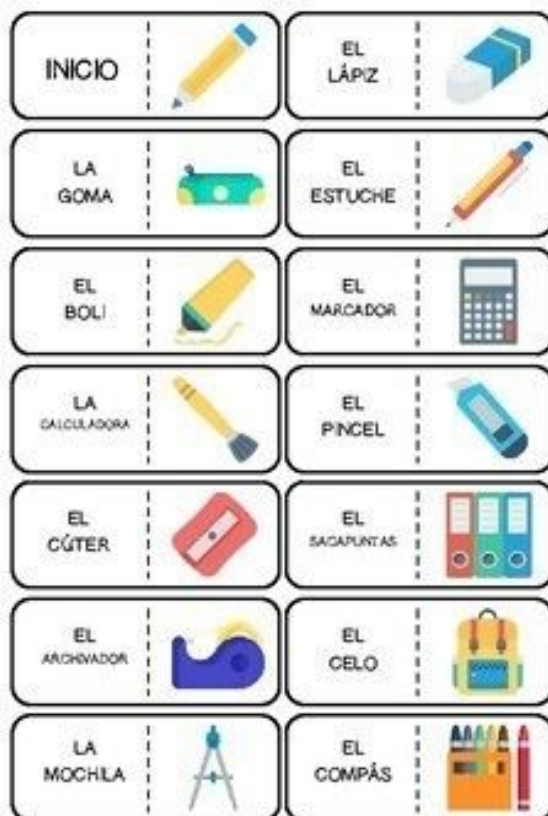 INICIO
EL
LÁPIZ
LA
GOMA
EL
ESTUCHE
EL
BOLI
EL
MARCADOR
LA
CALCULADORA
EL
PINCEL
EL
CÚTER
EL
SACAPUNTAS
EL
ARCHIVADOR
EL
CELO
LA
MOCHILA
EL
COMPÁS